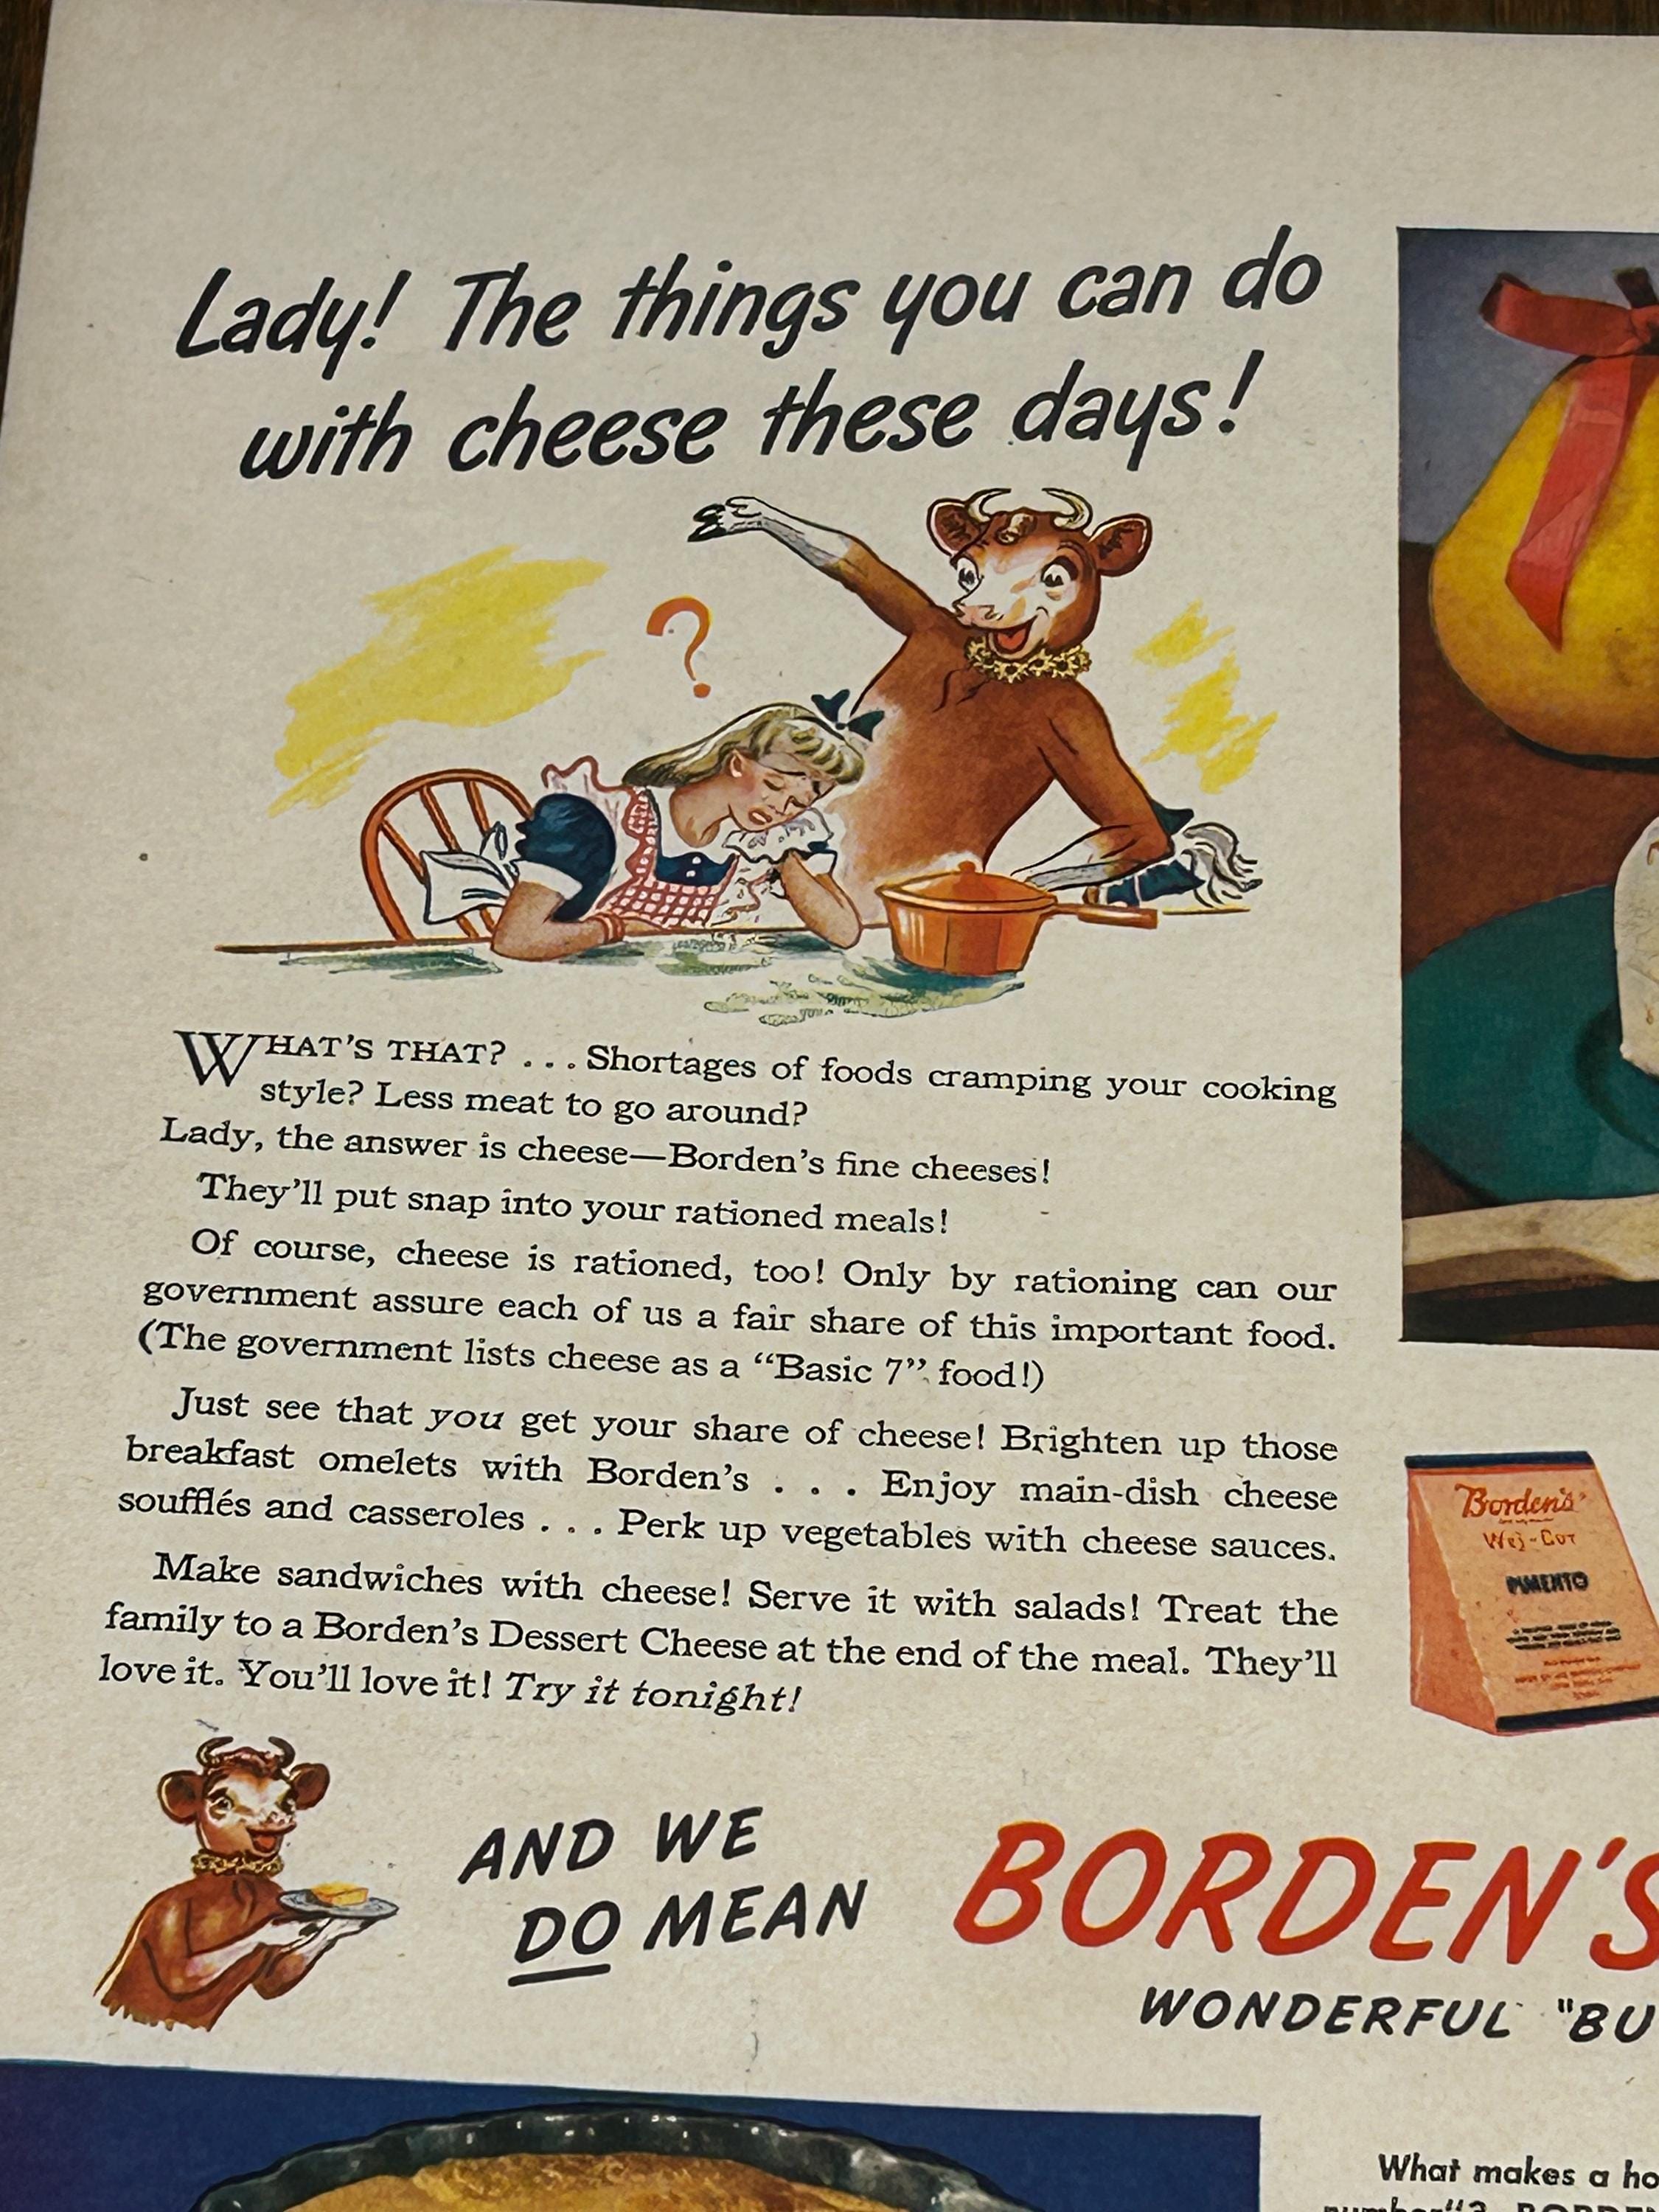 Lady! The things you can do
with cheese these days!
?
WHAT'S THAT? . . . Shortages of foods cramping your cooking
style? Less meat to go around?
Lady, the answer is cheese—Borden's fine cheeses!
They'll put snap into your rationed meals!
Of course, cheese is rationed, too! Only by rationing can our
government assure each of us a fair share of this important food.
(The government lists cheese as a “Basic 7” food!)
Just see that you get your share of cheese! Brighten up those
breakfast omelets with Borden's . . . Enjoy main-dish cheese
soufflés and casseroles . . . Perk up vegetables with cheese sauces.
Make sandwiches with cheese! Serve it with salads! Treat the
family to a Borden's Dessert Cheese at the end of the meal. They'll
love it. You'll love it! Try it tonight!
Borden's
Wej-Cut
PIMENTO
AND WE
DO MEAN
BORDEN'S
WONDERFUL "BU
What makes a ho
number"? BORDEN